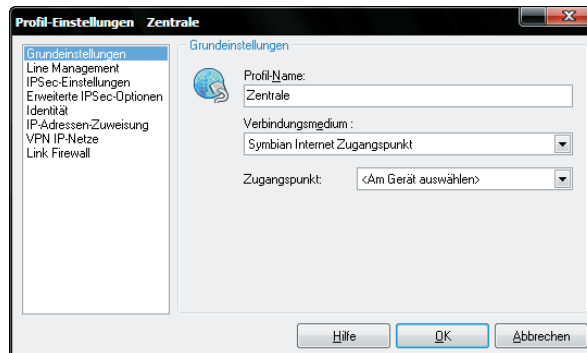 Profil-Einstellungen Zentrale
Grundeinstellungen
Line Management
IPSec-Einstellungen
Erweiterte IPSec-Optionen
Identität
IP-Adressen-Zuweisung
VPN IP-Netze
Link Firewall
Grundeinstellungen
Profil-Name:
Zentrale
Verbindungsmedium :
Symbian Internet Zugangspunkt
Zugangspunkt: <Am Gerät auswählen>
Hilfe OK Abbrechen